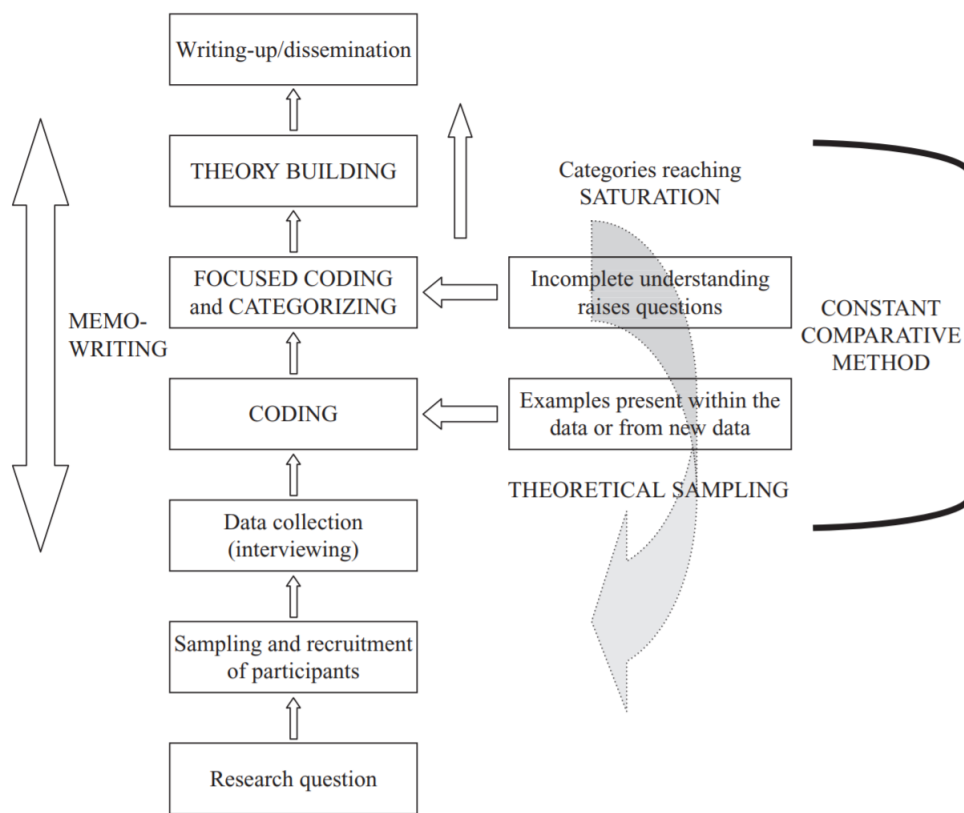 Writing-up/dissemination
THEORY BUILDING
Categories reaching
SATURATION
FOCUSED CODING
and CATEGORIZING
Incomplete understanding
raises questions
MEMO-
WRITING
CONSTANT
COMPARATIVE
METHOD
CODING
Examples present within the
data or from new data
THEORETICAL SAMPLING
Data collection
(interviewing)
Sampling and recruitment
of participants
Research question